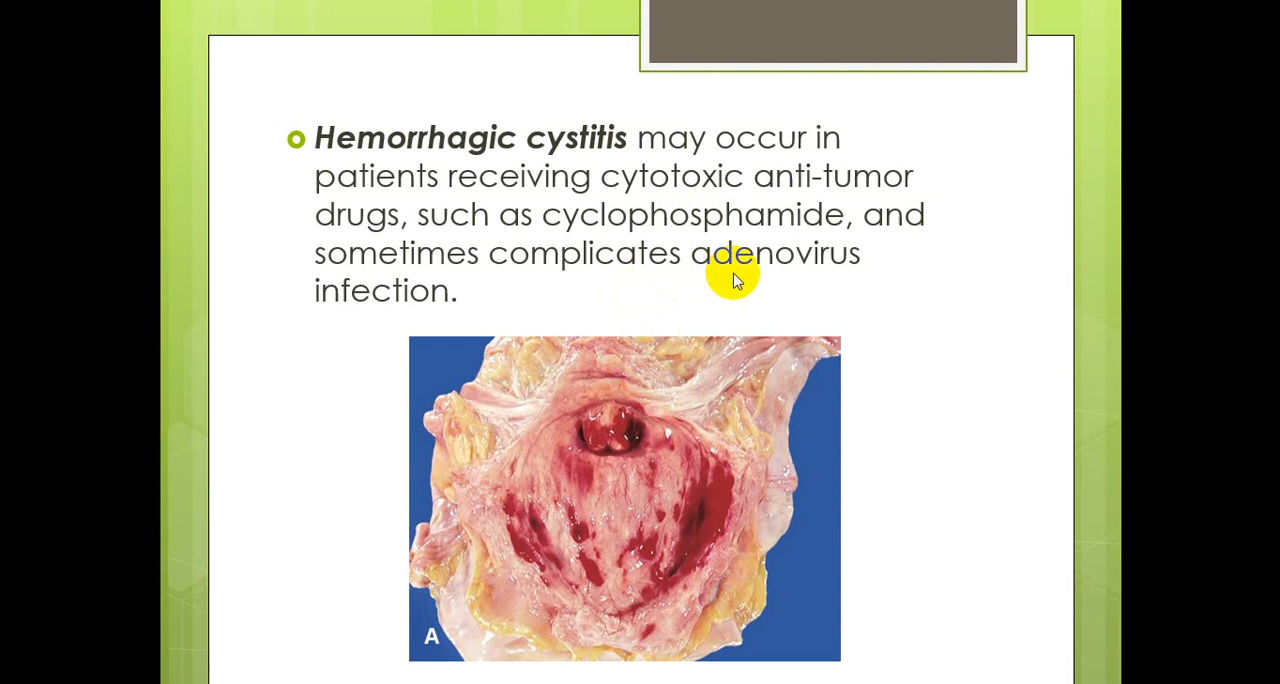 Hemorrhagic cystitis may occur in
patients receiving cytotoxic anti-tumor
drugs, such as cyclophosphamide, and
sometimes complicates adenovirus
infection.
A